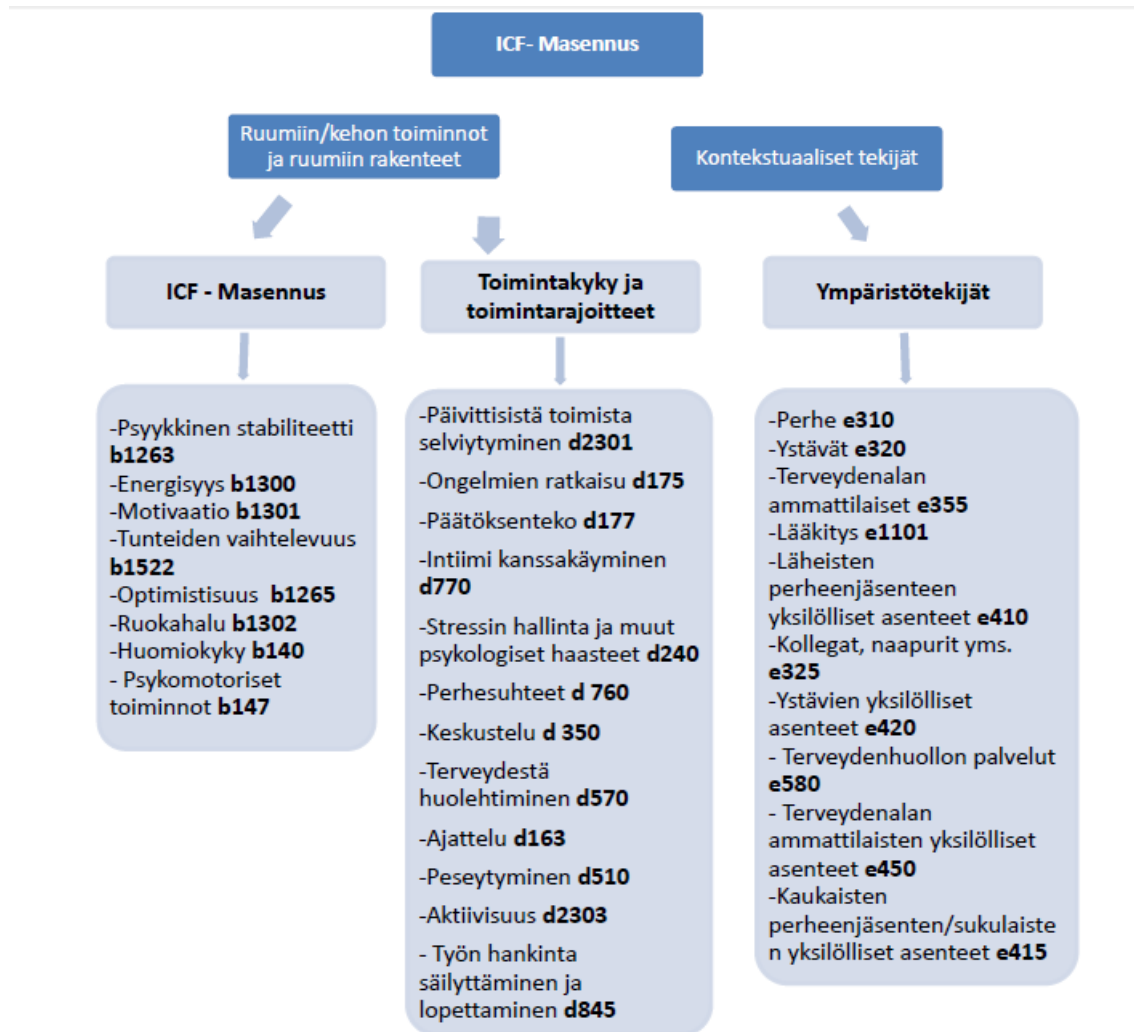 ICF- Masennus
Ruumiin/kehon toiminnot
ja ruumiin rakenteet
Kontekstuaaliset tekijät
ICF - Masennus
Toimintakyky ja
toimintarajoitteet
Ympäristötekijät
-Psyykkinen stabiliteetti
b1263
-Energisyys b1300
-Motivaatio b1301
-Tunteiden vaihtelevuus
b1522
-Optimistisuus b1265
-Ruokahalu b1302
-Huomiokyky b140
- Psykomotoriset
toiminnot b147
-Päivittisistä toimista
selviytyminen d2301
-Ongelmien ratkaisu d175
-Päätöksenteko d177
-Intiimi kanssakäyminen
d770
-Stressin hallinta ja muut
psykologiset haasteet d240
-Perhesuhteet d 760
-Keskustelu d 350
-Terveydestä
huolehtiminen d570
-Ajattelu d163
-Peseytyminen d510
-Aktiivisuus d2303
- Työn hankinta
säilyttäminen ja
lopettaminen d845
-Perhe e310
-Ystävät e320
-Terveydenalan
ammattilaiset e355
-Lääkitys e1101
-Läheisten
perheenjäsenteen
yksilölliset asenteet e410
-Kollegat, naapurit yms.
e325
-Ystävien yksilölliset
asenteet e420
- Terveydenhuollon palvelut
e580
- Terveydenalan
ammattilaisten yksilölliset
asenteet e450
-Kaukaisten
perheenjäsenten/sukulaiste
n yksilölliset asenteet e415